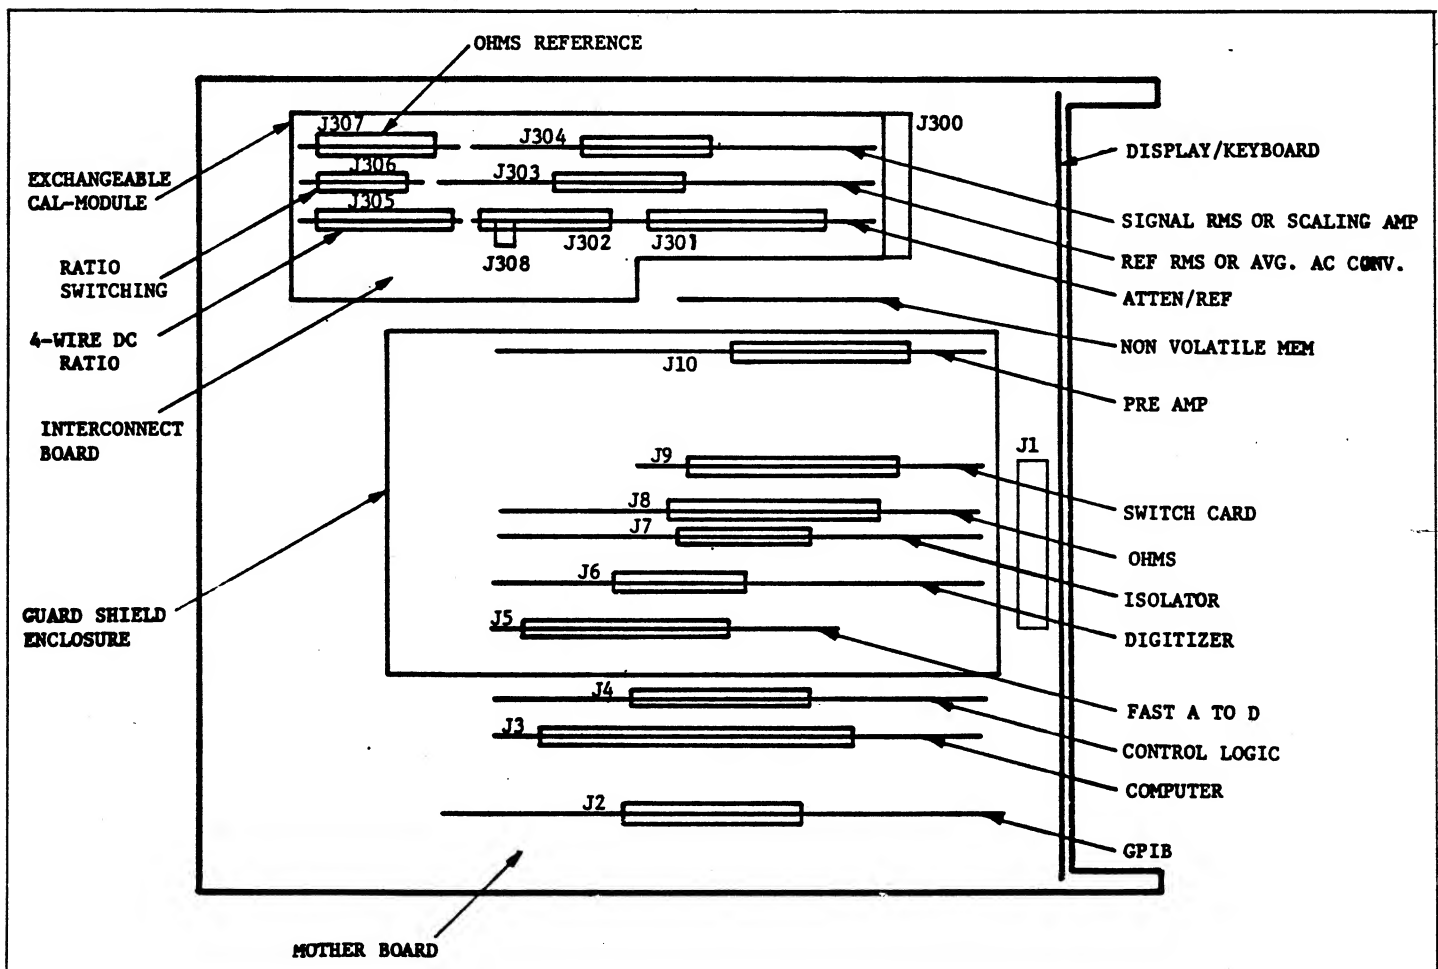 OHMS REFERENCE
J307
J304
J300
J306
J303
DISPLAY/KEYBOARD
EXCHANGEABLE
CAL-MODULE
J305
SIGNAL RMS OR SCALING AMP
J302
J301
J308
RATIO
SWITCHING
REF RMS OR AVG. AC CONV.
ATTEN/REF
4-WIRE DC
RATIO
J10
NON VOLATILE MEM
PRE AMP
INTERCONNECT
BOARD
J9
J1
J8
SWITCH CARD
J7
OHMS
J6
ISOLATOR
GUARD SHIELD
ENCLOSURE
J5
DIGITIZER
J4
FAST A TO D
J3
CONTROL LOGIC
COMPUTER
J2
GPIB
MOTHER BOARD